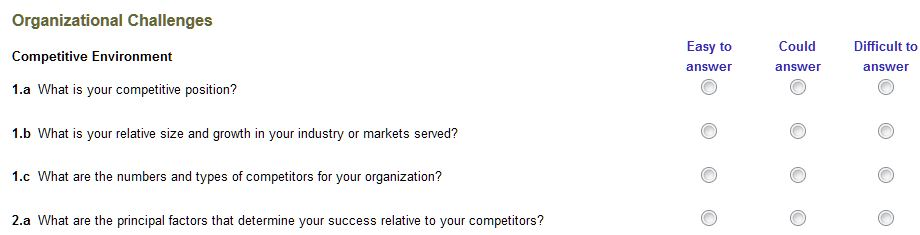 Organizational Challenges
Competitive Environment
Easy to answer
Could answer
Difficult to answer
1.a What is your competitive position?
1.b What is your relative size and growth in your industry or markets served?
1.c What are the numbers and types of competitors for your organization?
2.a What are the principal factors that determine your success relative to your competitors?